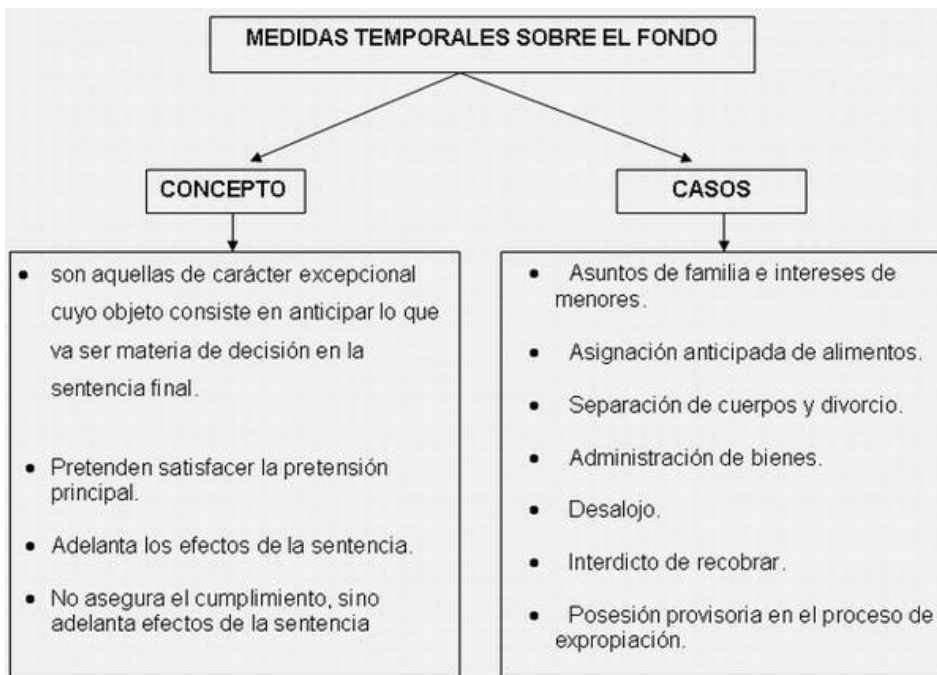 MEDIDAS TEMPORALES SOBRE EL FONDO
CONCEPTO
son aquellas de carácter excepcional
cuyo objeto consiste en anticipar lo que
va ser materia de decisión en la
sentencia final.
Pretenden satisfacer la pretensión
principal.
Adelanta los efectos de la sentencia.
No asegura el cumplimiento, sino
adelanta efectos de la sentencia
CASOS
Asuntos de familia e intereses de
menores.
Asignación anticipada de alimentos.
Separación de cuerpos y divorcio.
Administración de bienes.
Desalojo.
Interdicto de recobrar.
Posesión provisoria en el proceso de
expropiación.